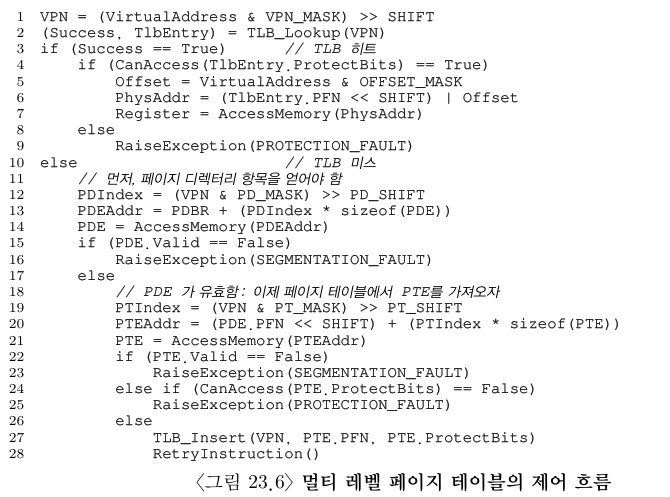 1 VPN = (VirtualAddress & VPN_MASK) >> SHIFT
2 (Success, TlbEntry) = TLB_Lookup(VPN)
3 if (Success == True) // TLB 히트
4 if (CanAccess(TlbEntry.ProtectBits) == True)
5 Offset = VirtualAddress & OFFSET_MASK
6 PhysAddr = (TlbEntry.PFN << SHIFT) | Offset
7 Register = AccessMemory(PhysAddr)
8 else
9 RaiseException(PROTECTION_FAULT)
10 else // TLB 미스
11 // 먼저, 페이지 디렉터리 항목을 얻어야 함
12 PDIndex = (VPN & PD_MASK) >> PD_SHIFT
13 PDEAddr = PDBR + (PDIndex * sizeof(PDE))
14 PDE = AccessMemory(PDEAddr)
15 if (PDE.Valid == False)
16 RaiseException(SEGMENTATION_FAULT)
17 else
18 // PDE 가 유효함: 이제 페이지 테이블에서 PTE를 가져오자
19 PTIndex = (VPN & PT_MASK) >> PT_SHIFT
20 PTEAddr = (PDE.PFN << SHIFT) + (PTIndex * sizeof(PTE))
21 PTE = AccessMemory(PTEAddr)
22 if (PTE.Valid == False)
23 RaiseException(SEGMENTATION_FAULT)
24 else if (CanAccess(PTE.ProtectBits) == False)
25 RaiseException(PROTECTION_FAULT)
26 else
27 TLB_Insert(VPN, PTE.PFN, PTE.ProtectBits)
28 RetryInstruction()
〈그림 23.6〉 멀티 레벨 페이지 테이블의 제어 흐름